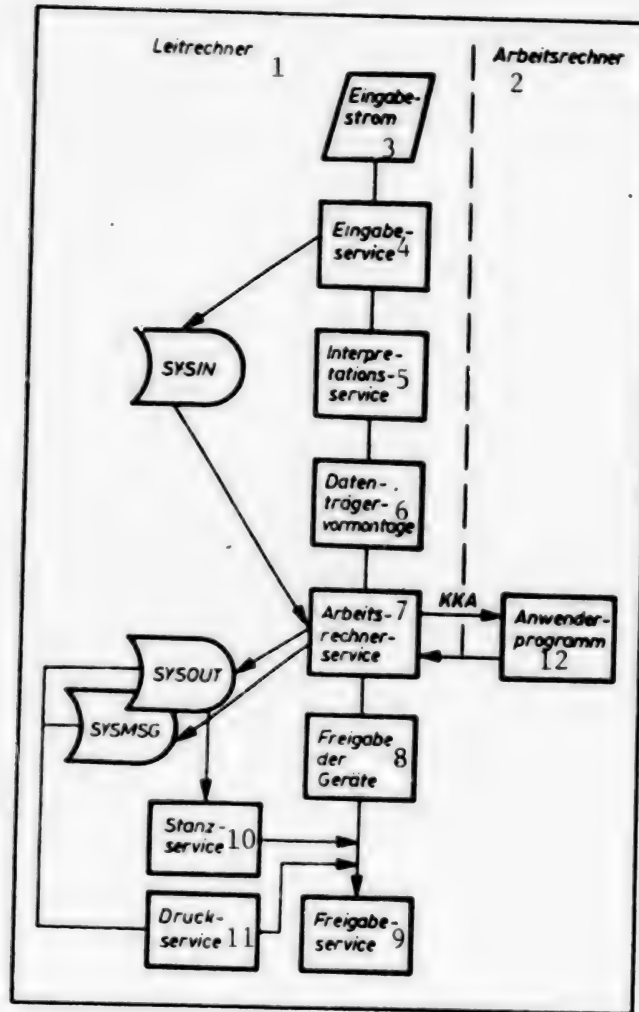 Leitrechner 1
Arbeitsrechner
2
Eingabe-
strom
3
Eingabe-
service 4
SYSIN
Interpre-
tations- 5
service
Daten-
träger- 6
vormontage
Arbeits- 7
rechner-
service
KKA
Anwender-
programm
12
SYSOUT
SYSMSG
Freigabe
der 8
Geräte
Stanz-
service 10
Druck-
service 11
Freigabe-
service 9